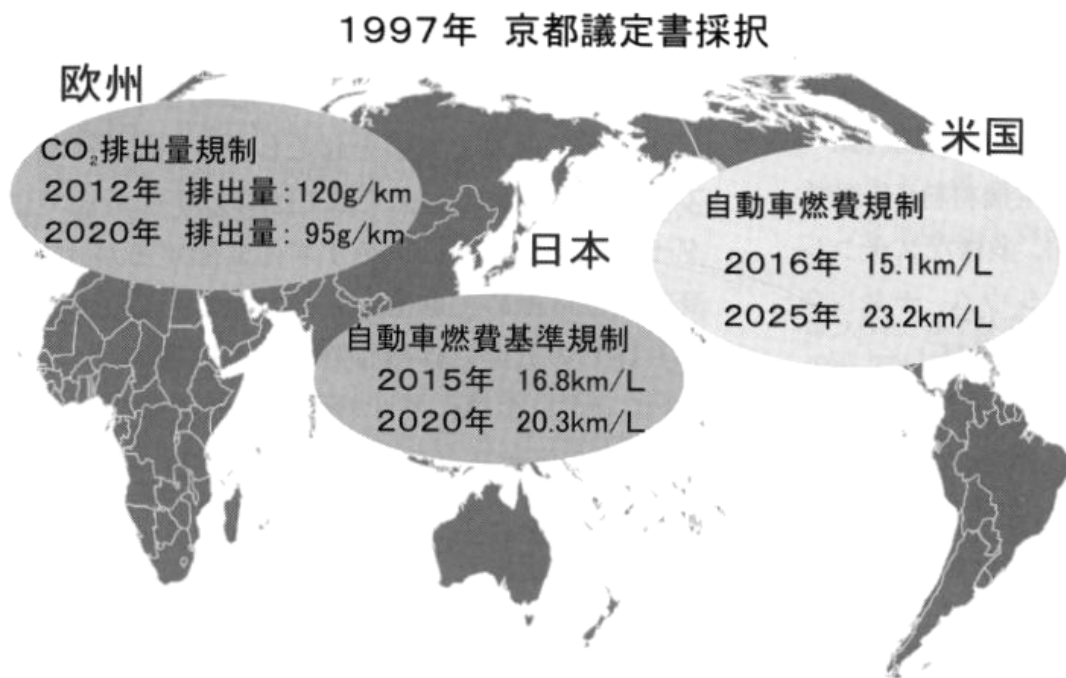 1997年 京都議定書採択
欧州
CO₂排出量規制
2012年 排出量：120g/km
2020年 排出量： 95g/km
米国
自動車燃費規制
2016年 15.1km/L
2025年 23.2km/L
日本
自動車燃費基準規制
2015年 16.8km/L
2020年 20.3km/L